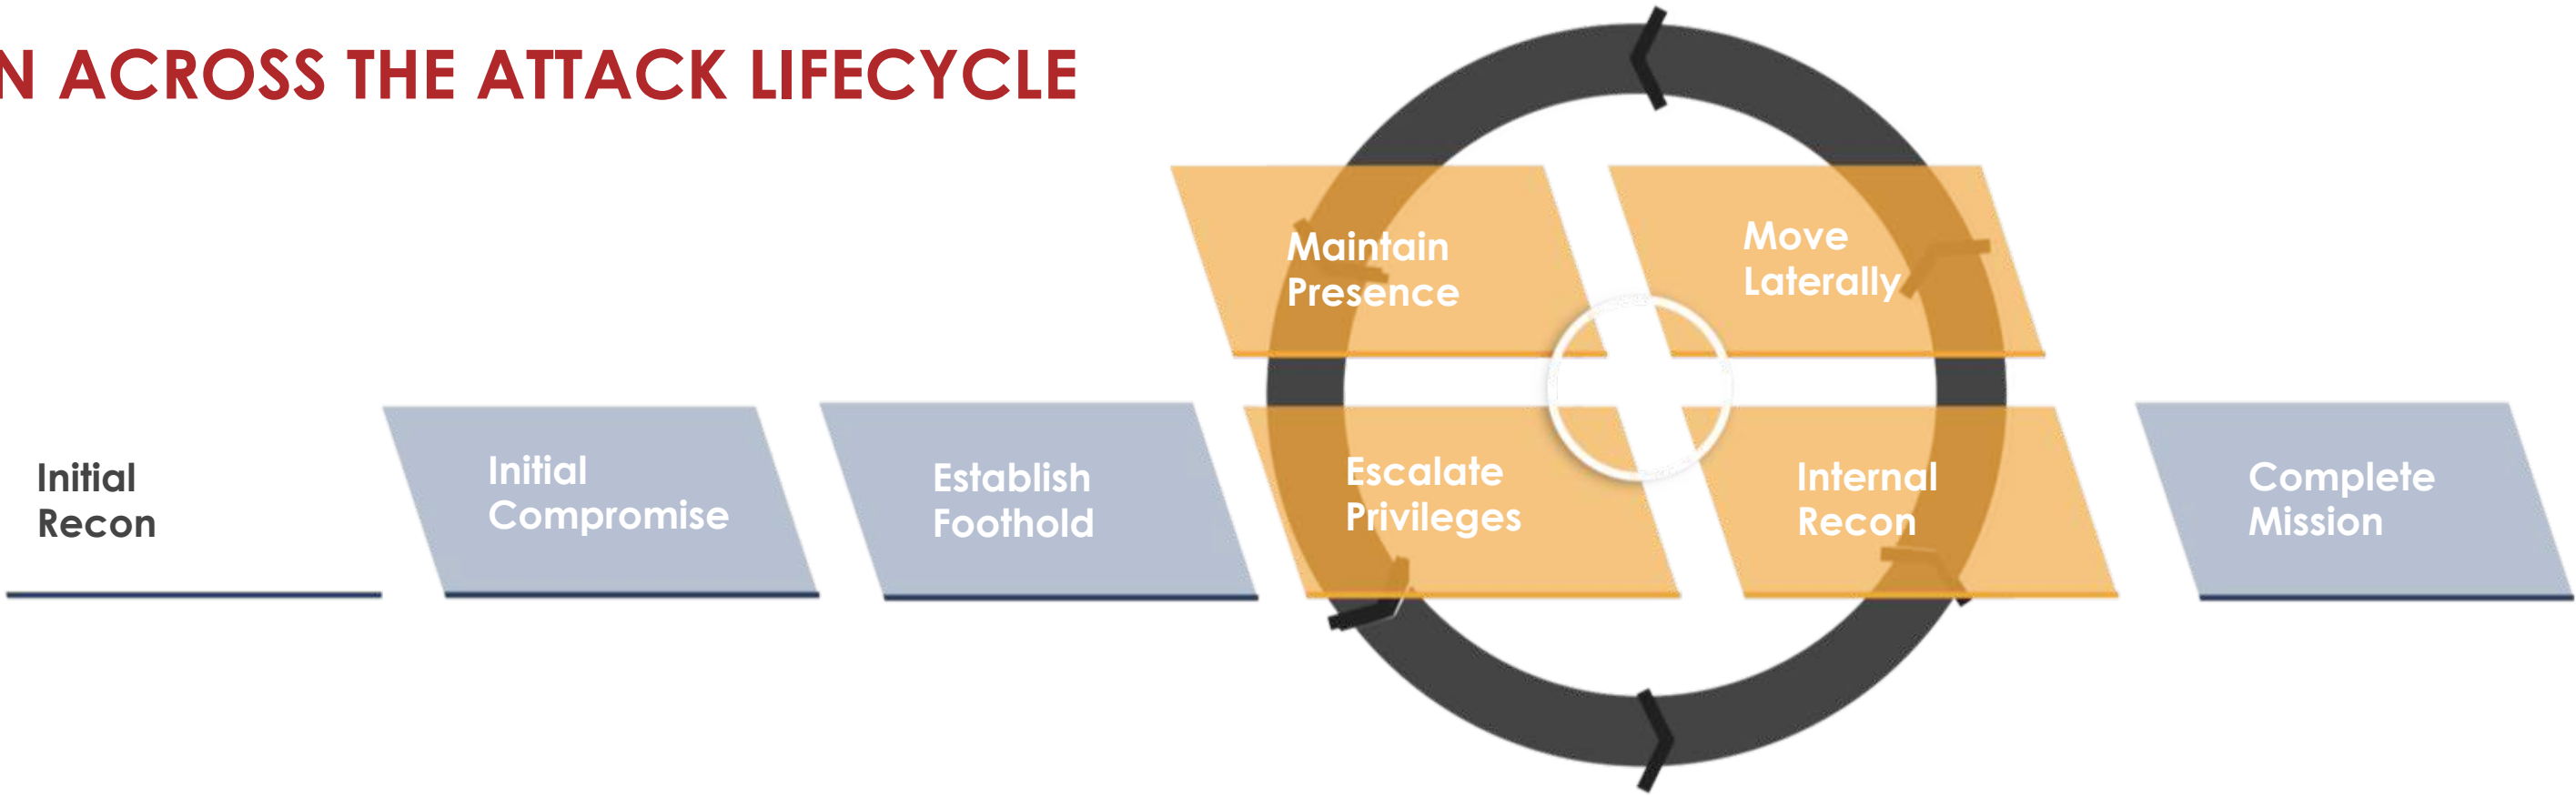 N ACROSS THE ATTACK LIFECYCLE
Maintain
Presence
Move
Laterally
Initial
Recon
Initial
Compromise
Establish
Foothold
Escalate
Privileges
Internal
Recon
Complete
Mission